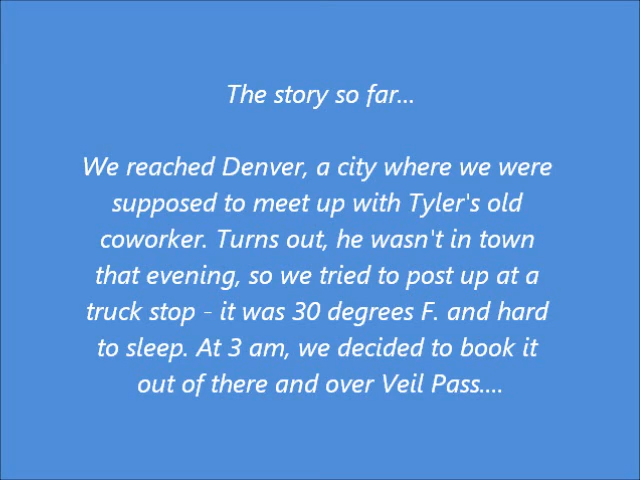 The story so far...
We reached Denver, a city where we were
supposed to meet up with Tyler's old
coworker. Turns out, he wasn't in town
that evening, so we tried to post up at a
truck stop - it was 30 degrees F. and hard
to sleep. At 3 am, we decided to book it
out of there and over Veil Pass....